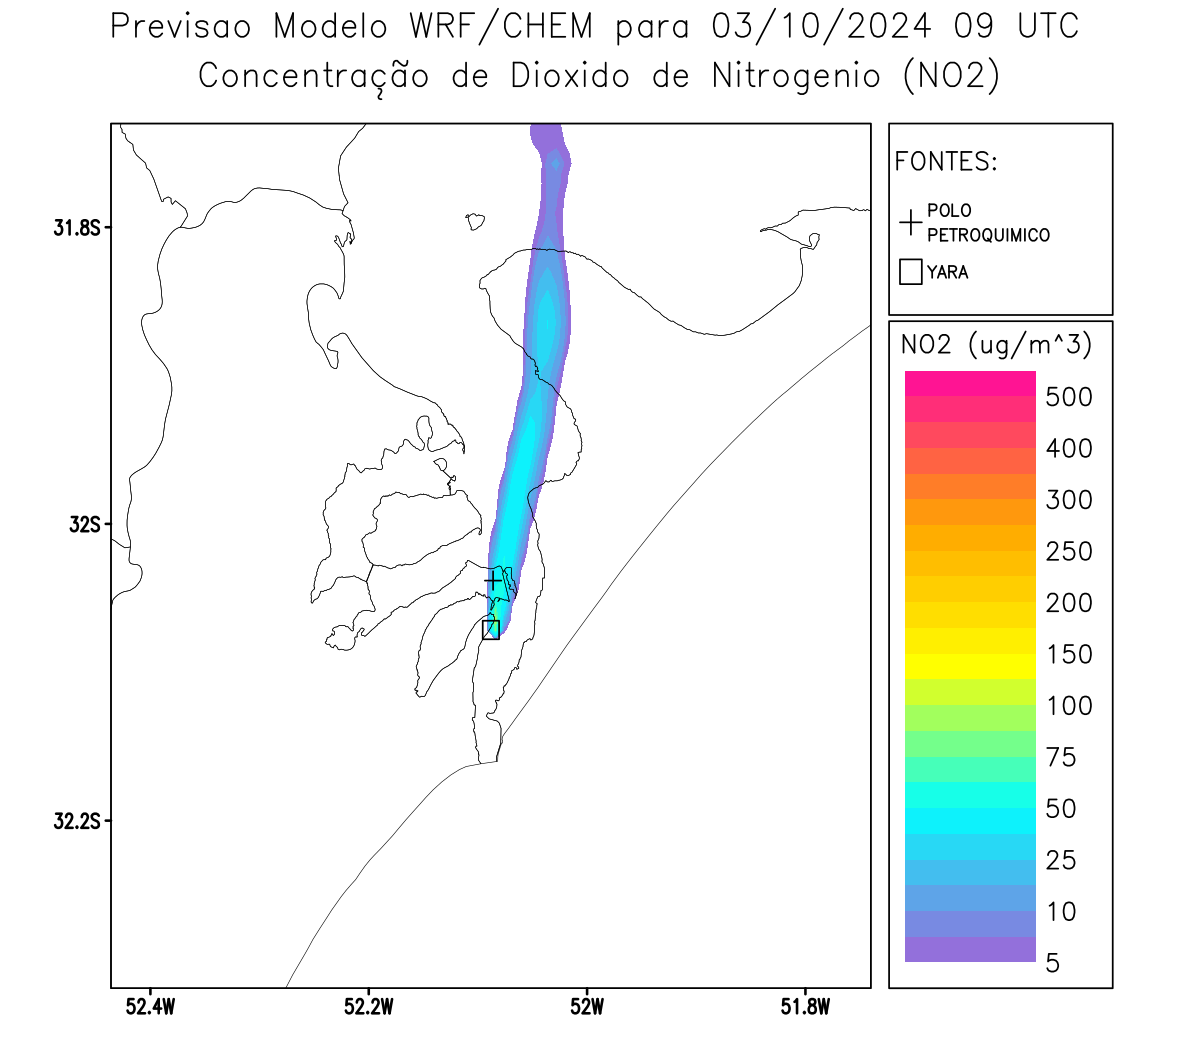 Previsao Modelo WRF/CHEM para 03/10/2024 09 UTC
Concentração de Dioxido de Nitrogenio (NO2)
FONTES:
POLO
PETROQUIMICO
YARA
NO2 (ug/m^3)
500
400
300
250
200
150
100
75
50
25
10
5
31.8S
32S
32.2S
52.4W
52.2W
52W
51.8W